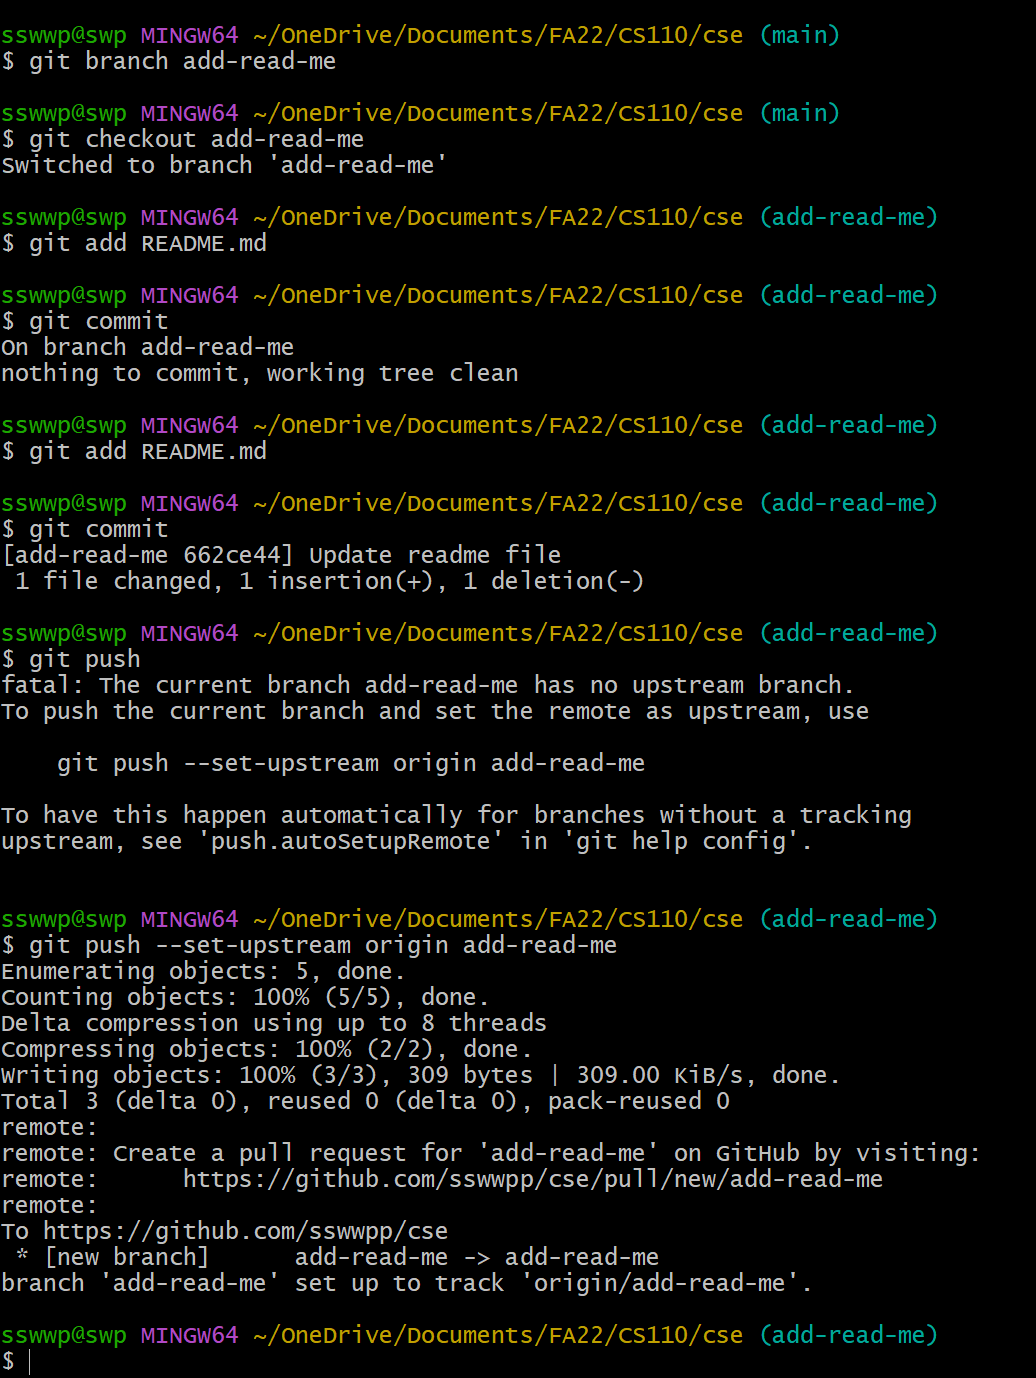 sswwp@swp MINGW64 ~/OneDrive/Documents/FA22/CS110/cse (main)
$ git branch add-read-me
sswwp@swp MINGW64 ~/OneDrive/Documents/FA22/CS110/cse (main)
$ git checkout add-read-me
Switched to branch 'add-read-me'
sswwp@swp MINGW64 ~/OneDrive/Documents/FA22/CS110/cse (add-read-me)
$ git add README.md
sswwp@swp MINGW64 ~/OneDrive/Documents/FA22/CS110/cse (add-read-me)
$ git commit
On branch add-read-me
nothing to commit, working tree clean
sswwp@swp MINGW64 ~/OneDrive/Documents/FA22/CS110/cse (add-read-me)
$ git add README.md
sswwp@swp MINGW64 ~/OneDrive/Documents/FA22/CS110/cse (add-read-me)
$ git commit
[add-read-me 662ce44] Update readme file
 1 file changed, 1 insertion(+), 1 deletion(-)
sswwp@swp MINGW64 ~/OneDrive/Documents/FA22/CS110/cse (add-read-me)
$ git push
fatal: The current branch add-read-me has no upstream branch.
To push the current branch and set the remote as upstream, use
    git push --set-upstream origin add-read-me
To have this happen automatically for branches without a tracking
upstream, see 'push.autoSetupRemote' in 'git help config'.
sswwp@swp MINGW64 ~/OneDrive/Documents/FA22/CS110/cse (add-read-me)
$ git push --set-upstream origin add-read-me
Enumerating objects: 5, done.
Counting objects: 100% (5/5), done.
Delta compression using up to 8 threads
Compressing objects: 100% (2/2), done.
Writing objects: 100% (3/3), 309 bytes | 309.00 KiB/s, done.
Total 3 (delta 0), reused 0 (delta 0), pack-reused 0
remote:
remote: Create a pull request for 'add-read-me' on GitHub by visiting:
remote:      https://github.com/sswwpp/cse/pull/new/add-read-me
remote:
To https://github.com/sswwpp/cse
 * [new branch]      add-read-me -> add-read-me
branch 'add-read-me' set up to track 'origin/add-read-me'.
sswwp@swp MINGW64 ~/OneDrive/Documents/FA22/CS110/cse (add-read-me)
$